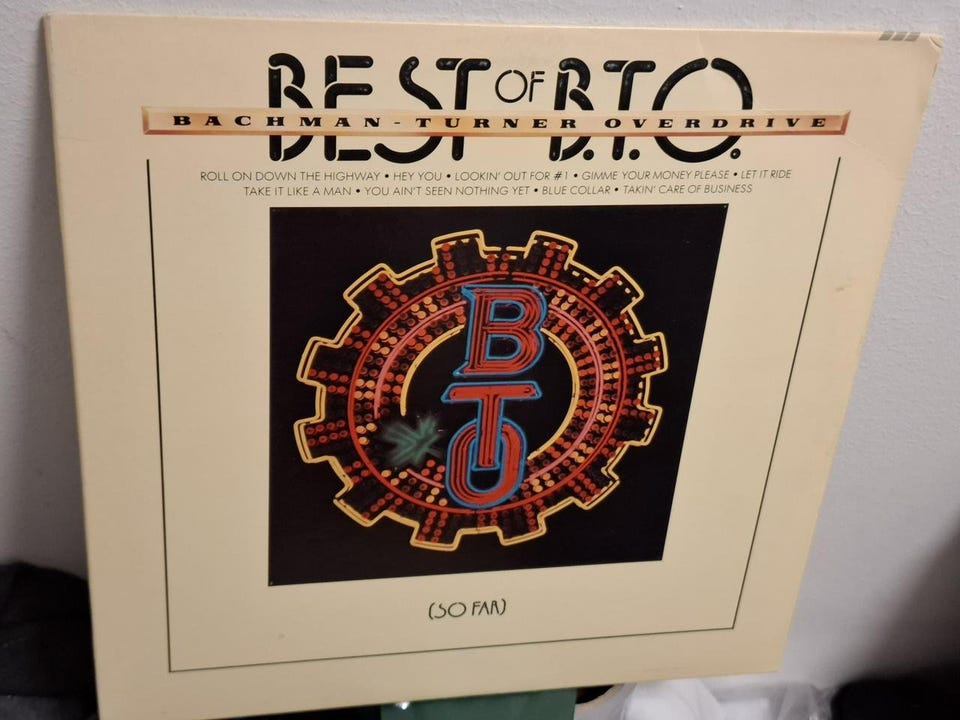 BEST OF B.T.O.
BACHMAN-TURNER OVERDRIVE
ROLL ON DOWN THE HIGHWAY • HEY YOU • LOOKIN' OUT FOR #1 • GIMME YOUR MONEY PLEASE • LET IT RIDE
TAKE IT LIKE A MAN • YOU AIN'T SEEN NOTHING YET • BLUE COLLAR • TAKIN' CARE OF BUSINESS
B
T
O
(SO FAR)